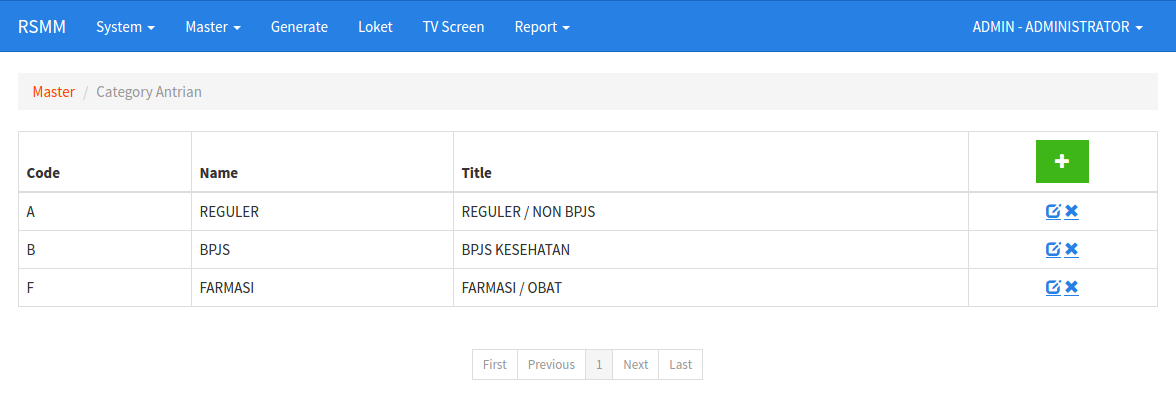 RSMM System Master Generate Loket TV Screen Report ADMIN - ADMINISTRATOR
Master / Category Antrian
Code Name Title
A REGULER REGULER / NON BPJS
B BPJS BPJS KESEHATAN
F FARMASI FARMASI / OBAT
First Previous 1 Next Last